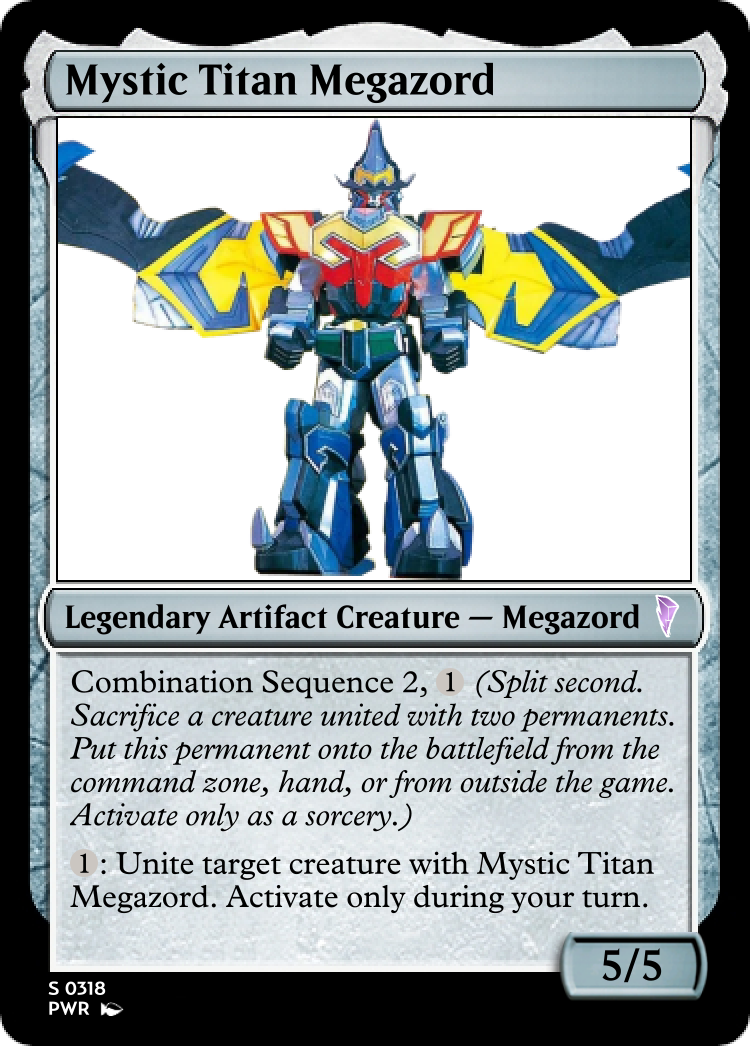 Mystic Titan Megazord
Legendary Artifact Creature — Megazord
Combination Sequence 2, 1 (Split second.
Sacrifice a creature united with two permanents.
Put this permanent onto the battlefield from the
command zone, hand, or from outside the game.
Activate only as a sorcery.)
1: Unite target creature with Mystic Titan
Megazord. Activate only during your turn.
5/5
S 0318
PWR